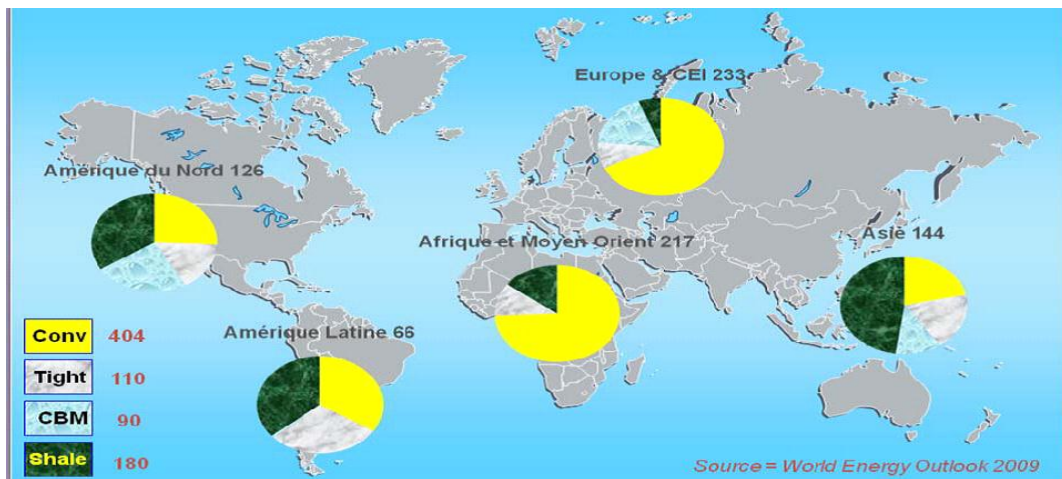 Europe & CEI 233
Amérique du Nord 126
Afrique et Moyen Orient 217
Asie 144
Amérique Latine 66
Conv 404
Tight 110
CBM 90
Shale 180
Source = World Energy Outlook 2009